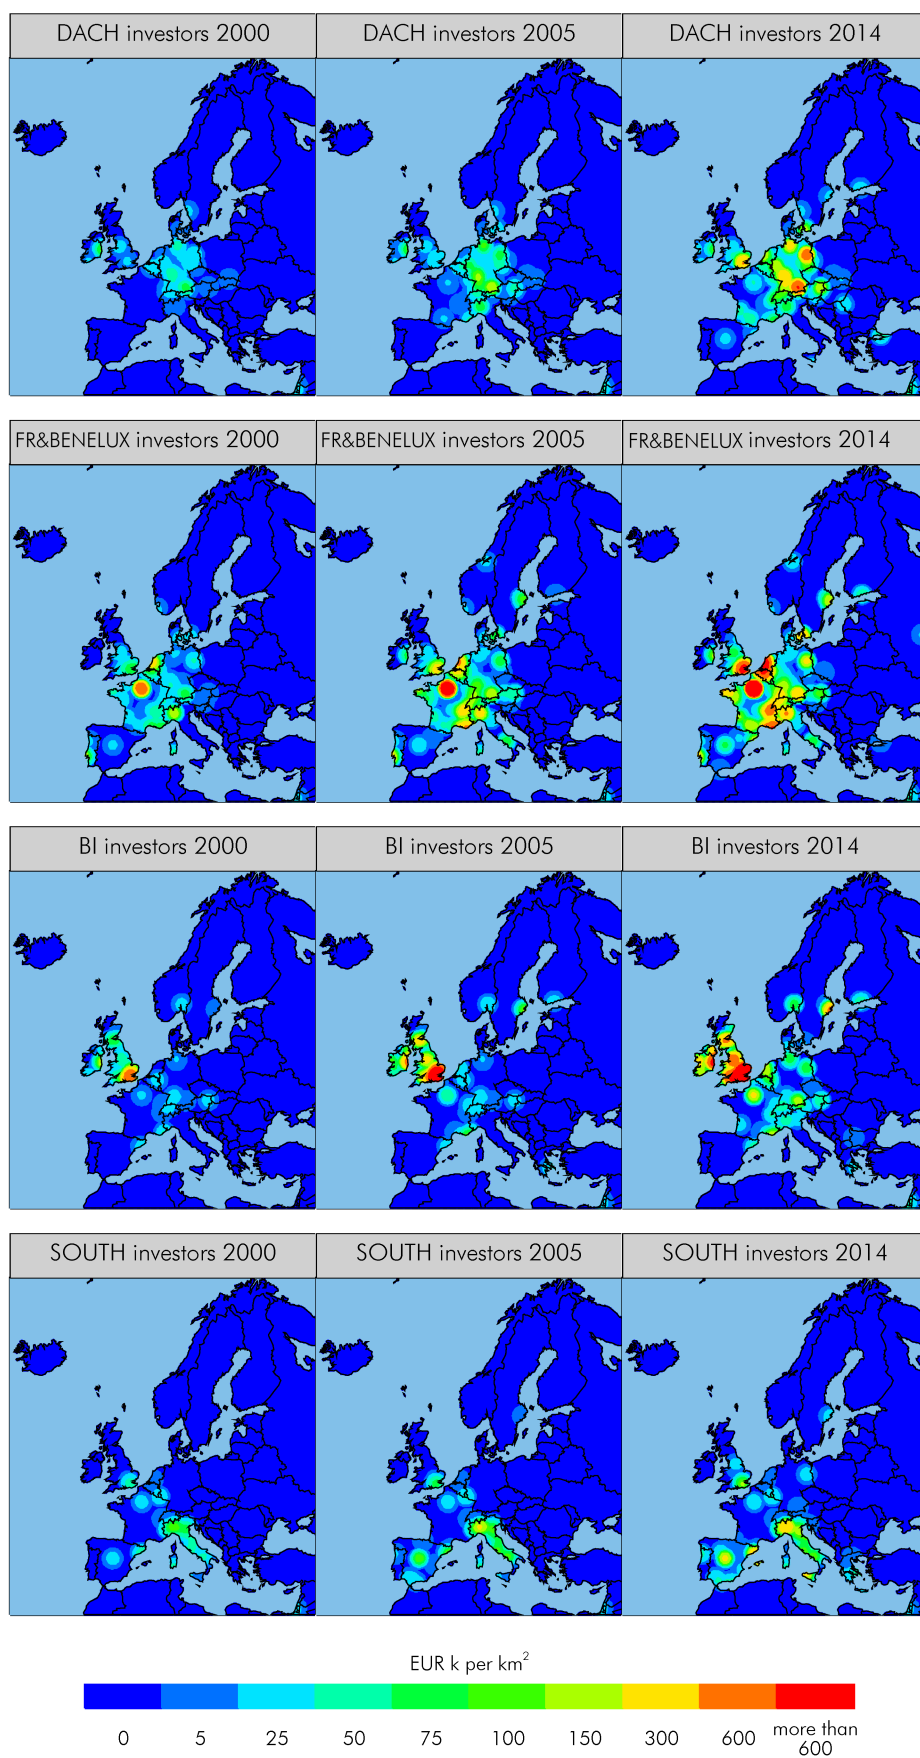 DACH investors 2000
DACH investors 2005
DACH investors 2014
FR&BENELUX investors 2000
FR&BENELUX investors 2005
FR&BENELUX investors 2014
BI investors 2000
BI investors 2005
BI investors 2014
SOUTH investors 2000
SOUTH investors 2005
SOUTH investors 2014
EUR k per km²
0 5 25 50 75 100 150 300 600 more than
600